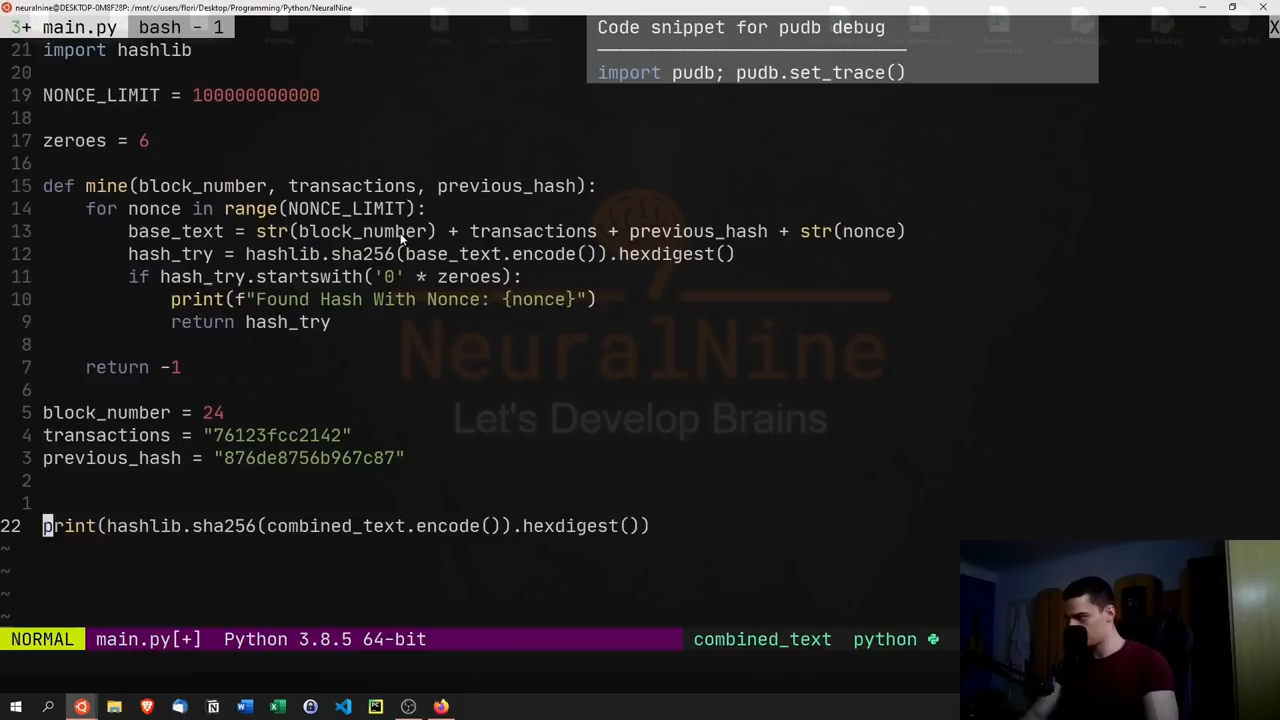 neuralnine@DESKTOP-0M8F28P: /mnt/c/users/flori/Desktop/Programming/Python/NeuralNine
3+ main.py  bash - 1  X
Code snippet for pudb debug
import pudb; pudb.set_trace()
21 import hashlib
20
19 NONCE_LIMIT = 100000000000
18
17 zeroes = 6
16
15 def mine(block_number, transactions, previous_hash):
14     for nonce in range(NONCE_LIMIT):
13         base_text = str(block_number) + transactions + previous_hash + str(nonce)
12         hash_try = hashlib.sha256(base_text.encode()).hexdigest()
11         if hash_try.startswith('0' * zeroes):
10             print(f"Found Hash With Nonce: {nonce}")
9             return hash_try
8
7     return -1
6
5 block_number = 24
4 transactions = "76123fcc2142"
3 previous_hash = "876de8756b967c87"
2
1
22 print(hashlib.sha256(combined_text.encode()).hexdigest())
~
~
~
~
NeuralNine
Let's Develop Brains
NORMAL  main.py[+]  Python 3.8.5 64-bit  combined_text  python